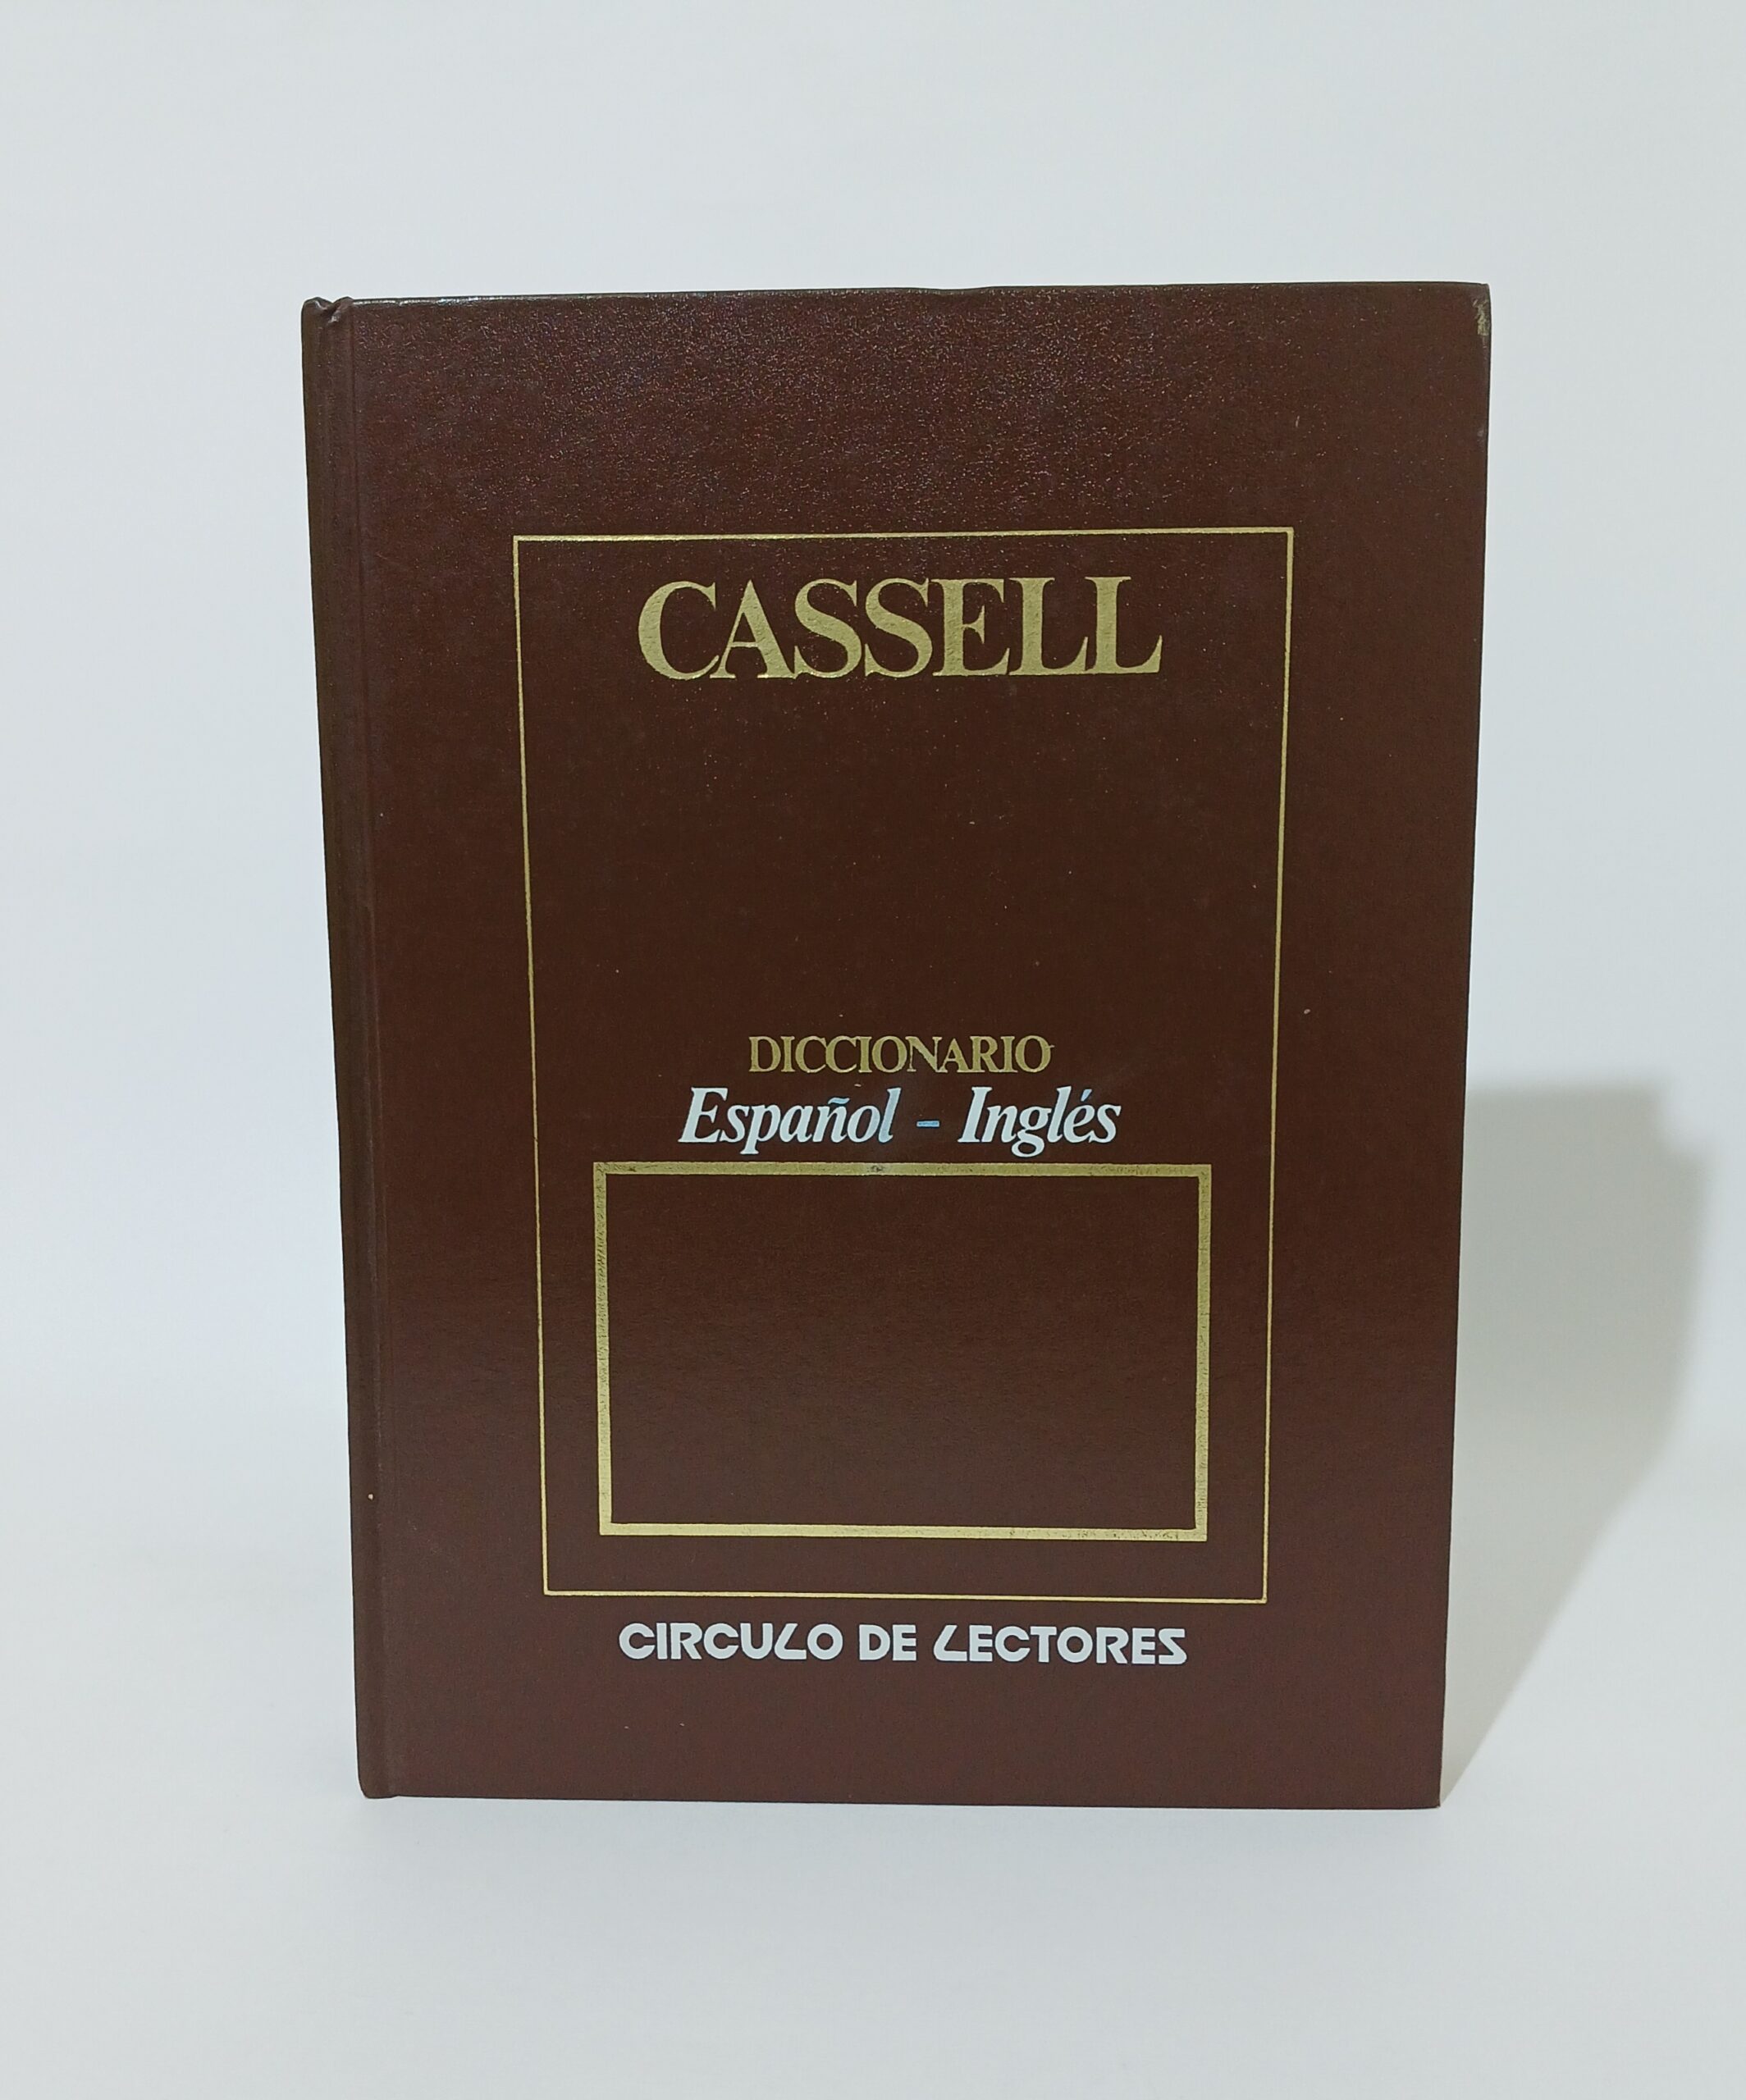 CASSELL
DICCIONARIO
Español - Inglés
CIRCULO DE LECTORES